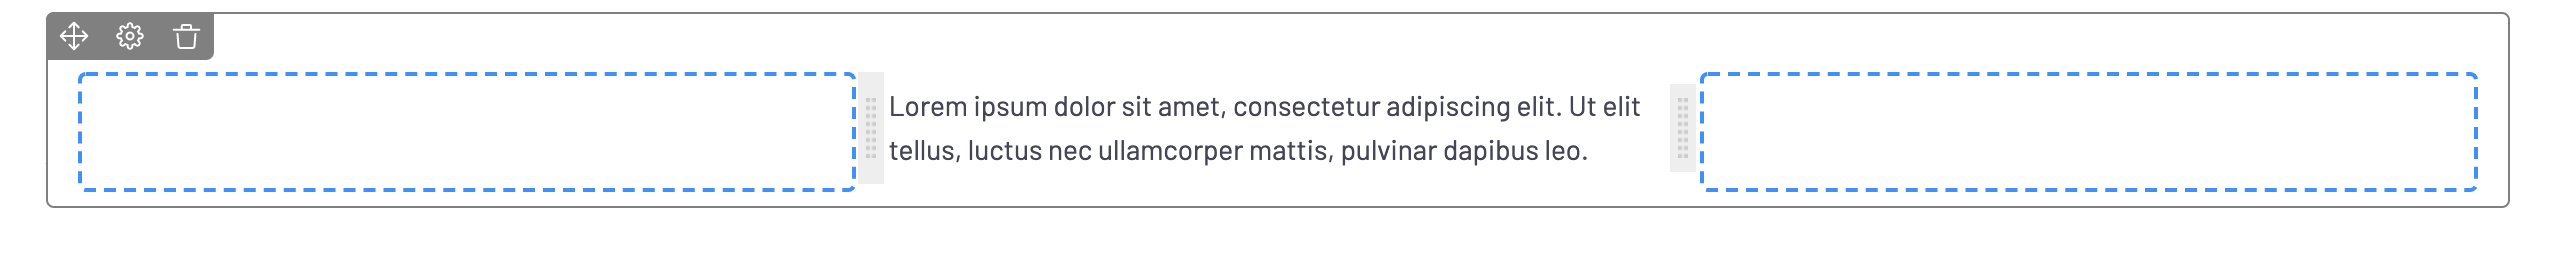 Lorem ipsum dolor sit amet, consectetur adipiscing elit. Ut elit
tellus, luctus nec ullamcorper mattis, pulvinar dapibus leo.